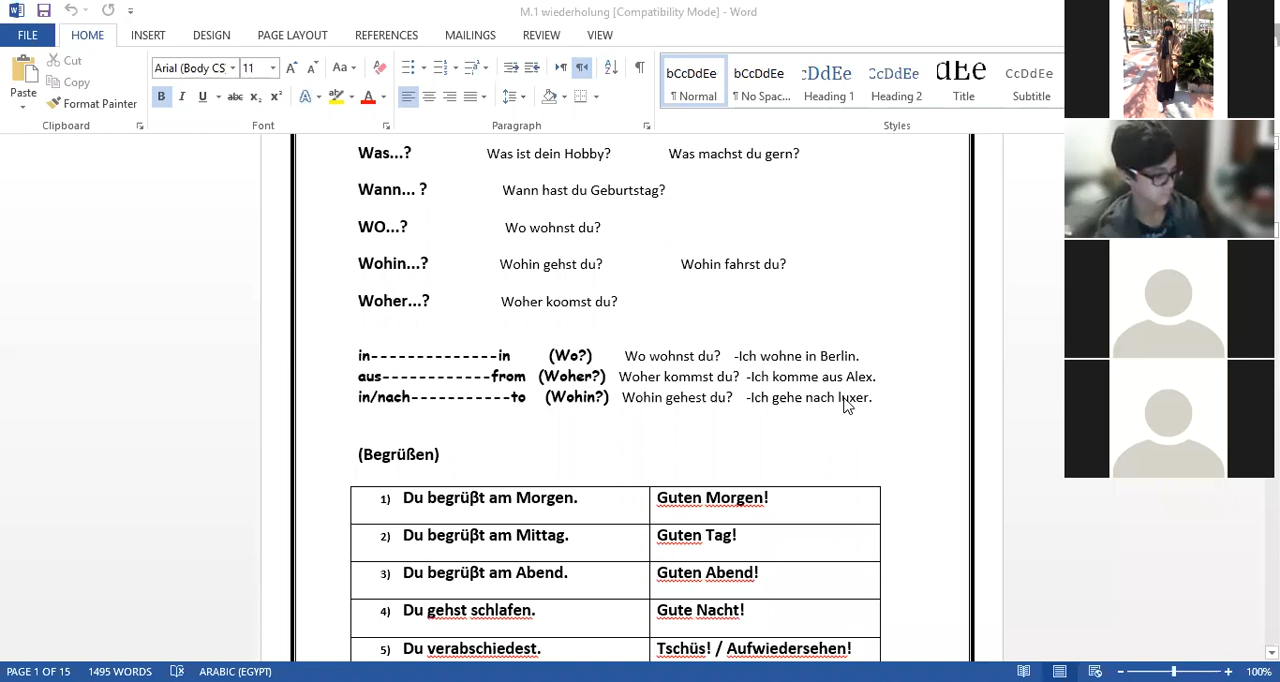 M.1 wiederholung [Compatibility Mode] - Word
FILE HOME INSERT DESIGN PAGE LAYOUT REFERENCES MAILINGS REVIEW VIEW
Paste
Cut
Copy
Format Painter
Clipboard
Arial (Body CS) 11
Font
Paragraph
bCcDdEe bCcDdEe CcDdEe CcDdEe dEe CcDdEe
¶ Normal ¶ No Spac... Heading 1 Heading 2 Title Subtitle
Styles
Was...? Was ist dein Hobby? Was machst du gern?
Wann... ? Wann hast du Geburtstag?
WO...? Wo wohnst du?
Wohin...? Wohin gehst du? Wohin fahrst du?
Woher...? Woher koomst du?
in--------------in (Wo?) Wo wohnst du? -Ich wohne in Berlin.
aus------------from (Woher?) Woher kommst du? -Ich komme aus Alex.
in/nach-----------to (Wohin?) Wohin gehest du? -Ich gehe nach luxer.
(Begrüßen)
1) Du begrüβt am Morgen. Guten Morgen!
2) Du begrüβt am Mittag. Guten Tag!
3) Du begrüβt am Abend. Guten Abend!
4) Du gehst schlafen. Gute Nacht!
5) Du verabschiedest. Tschüs! / Aufwiedersehen!
PAGE 1 OF 15 1495 WORDS ARABIC (EGYPT) 100%